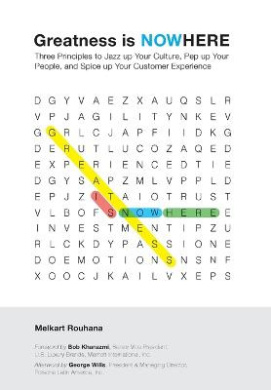 Greatness is NOWHERE
Three Principles to Jazz up Your Culture, Pep up Your
People, and Spice up Your Customer Experience
D G Y V A E Z X A U Q S L R
V P J A G I L I T Y N K E V
G G R L C J A P F I I D K G
D E R U T L U C O Z A Q E D
E X P E R I E N C E D T I E
D G Y S A P Z M L V P P L D
E P J Z I T A I O T R U S T
V L B O F S N O W H E R E E
I N V E S T M E N T I P Z U
R L C K D Y P A S S I O N E
D O E M O T I O N S N S N F
X O O C J K A I L V X E P S
Melkart Rouhana
Foreword by Bob Kharazmi, Senior Vice President,
U.S. Luxury Brands, Marriott International, Inc.
Afterword by George Wills, President & Managing Director,
Latin America, Inc.